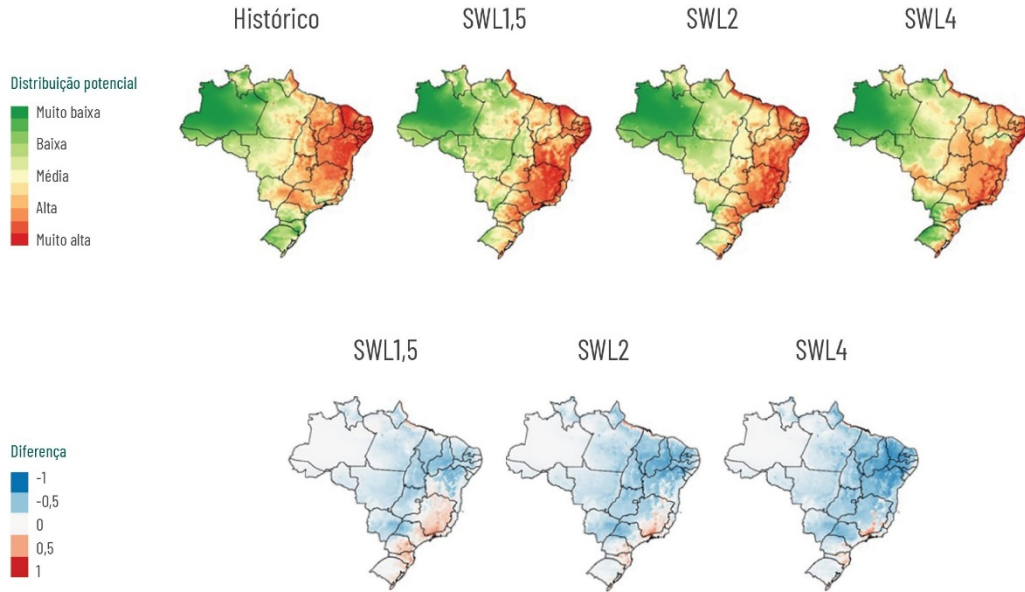 Histórico
SWL1,5
SWL2
SWL4
Distribuição potencial
Muito baixa
Baixa
Média
Alta
Muito alta
SWL1,5
SWL2
SWL4
Diferença
-1
-0,5
0
0,5
1